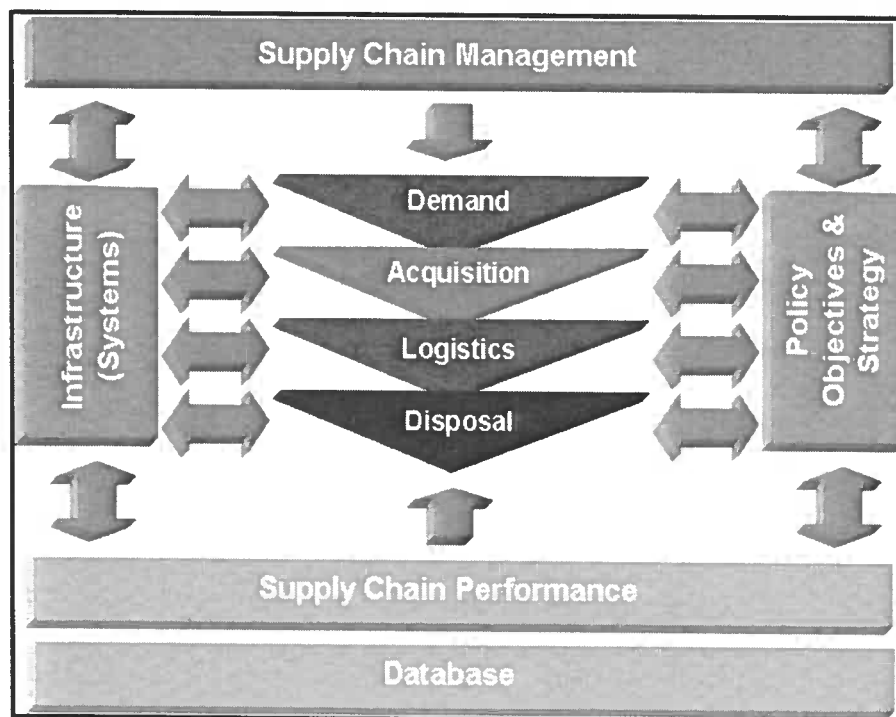 Supply Chain Management
Demand
Acquisition
Logistics
Disposal
Infrastructure
(Systems)
Policy
Objectives &
Strategy
Supply Chain Performance
Database